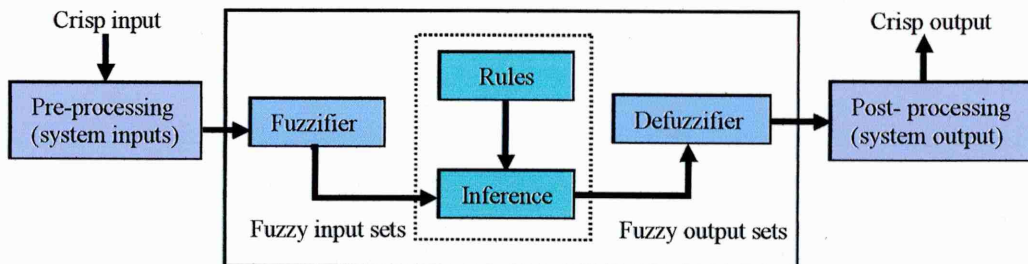 Crisp input
Pre-processing
(system inputs)
Fuzzifier
Fuzzy input sets
Rules
Inference
Defuzzifier
Fuzzy output sets
Crisp output
Post- processing
(system output)